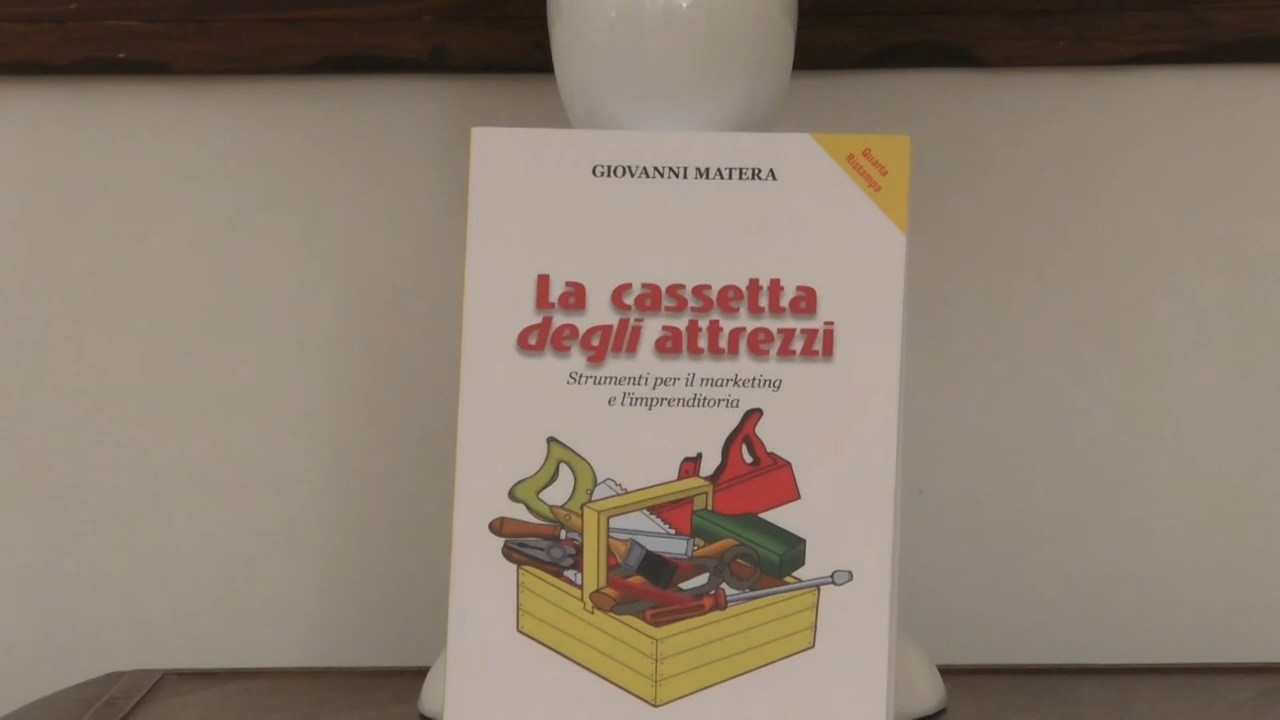 GIOVANNI MATERA
Quarta
Ristampa
La cassetta
degli attrezzi
Strumenti per il marketing
e l'imprenditoria